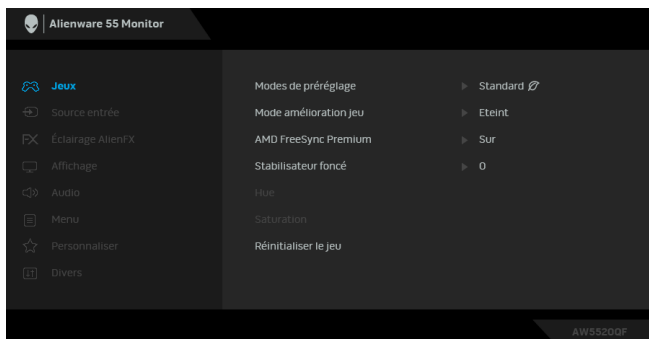 Alienware 55 Monitor
Jeux
Modes de préréglage Standard
Source entrée
Mode amélioration jeu Eteint
FX Éclairage AlienFX
AMD FreeSync Premium Sur
Affichage
Stabilisateur foncé 0
Audio
Hue
Menu
Saturation
Personnaliser
Réinitialiser le jeu
Divers
AW5520QF